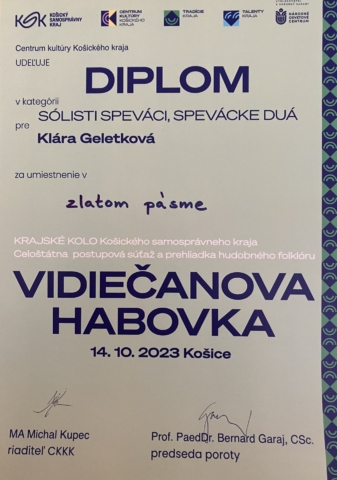 KSK KOŠICKÝ SAMOSPRÁVNY KRAJ
CENTRUM KULTÚRY KOŠICKÉHO KRAJA
TRADÍCIE KRAJA
TALENTY KRAJA
NÁRODNÉ OSVETOVÉ CENTRUM
Centrum kultúry Košického kraja
UDEĽUJE
DIPLOM
v kategórii
SÓLISTI SPEVÁCI, SPEVÁCKE DUÁ
pre
Klára Geletková
za umiestnenie v
zlatom pásme
KRAJSKÉ KOLO Košického samosprávneho kraja
Celoštátna postupová súťaž a prehliadka hudobného folklóru
VIDIEČANOVA
HABOVKA
14. 10. 2023 Košice
MA Michal Kupec
riaditeľ CKKK
Prof. PaedDr. Bernard Garaj, CSc.
predseda poroty